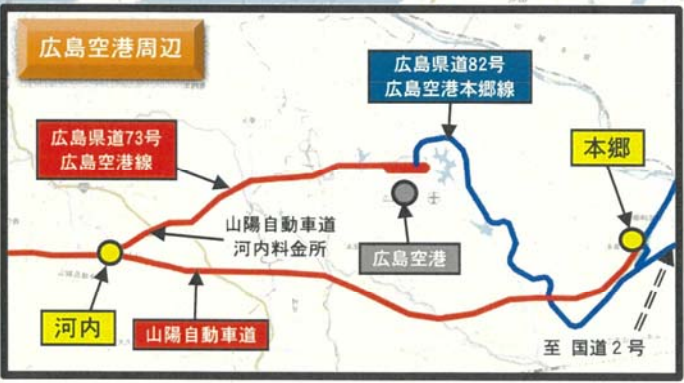 広島空港周辺
広島県道82号
広島空港本郷線
広島県道73号
広島空港線
本郷
山陽自動車道
河内料金所
広島空港
河内
山陽自動車道
至 国道2号